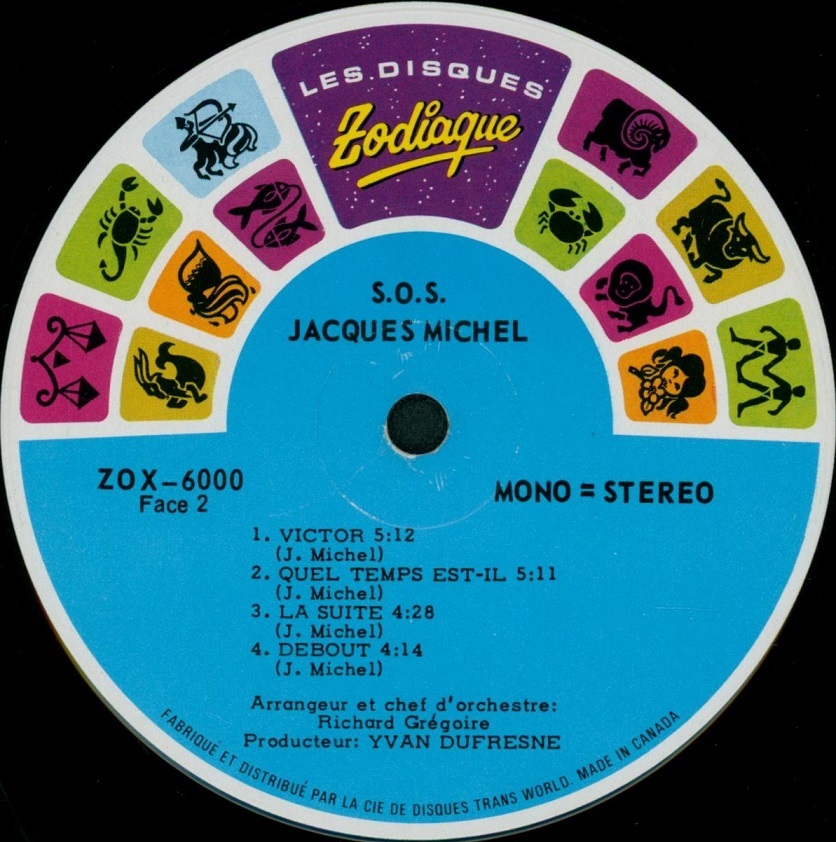 LES DISQUES
Zodiaque
S.O.S.
JACQUES MICHEL
ZOX-6000
Face 2
MONO = STEREO
1. VICTOR 5:12
(J. Michel)
2. QUEL TEMPS EST-IL 5:11
(J. Michel)
3. LA SUITE 4:28
(J. Michel)
4. DEBOUT 4:14
(J. Michel)
Arrangeur et chef d'orchestre:
Richard Grégoire
Producteur: YVAN DUFRESNE
FABRIQUÉ ET DISTRIBUÉ PAR LA CIE DE DISQUES TRANS WORLD. MADE IN CANADA